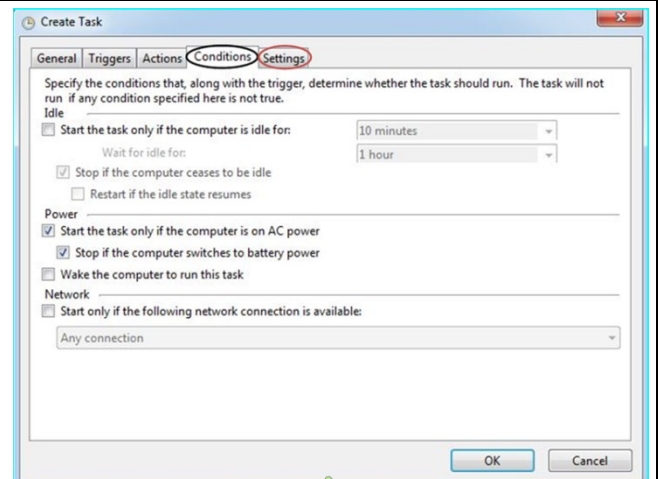 Create Task
General Triggers Actions Conditions Settings
Specify the conditions that, along with the trigger, determine whether the task should run. The task will not
run if any condition specified here is not true.
Idle
Start the task only if the computer is idle for: 10 minutes
Wait for idle for: 1 hour
Stop if the computer ceases to be idle
Restart if the idle state resumes
Power
Start the task only if the computer is on AC power
Stop if the computer switches to battery power
Wake the computer to run this task
Network
Start only if the following network connection is available:
Any connection
OK Cancel